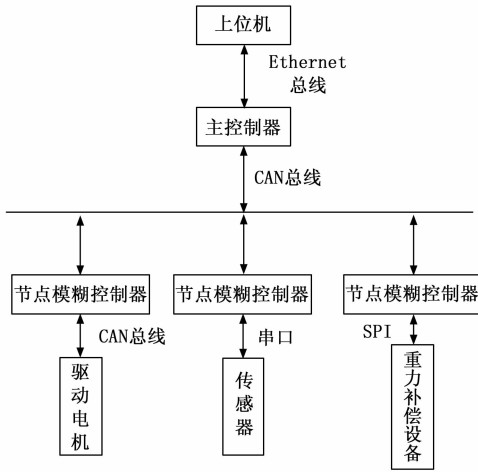 上位机
Ethernet
总线
主控制器
CAN总线
节点模糊控制器
节点模糊控制器
节点模糊控制器
CAN总线
串口
SPI
驱动电机
传感器
重力补偿设备